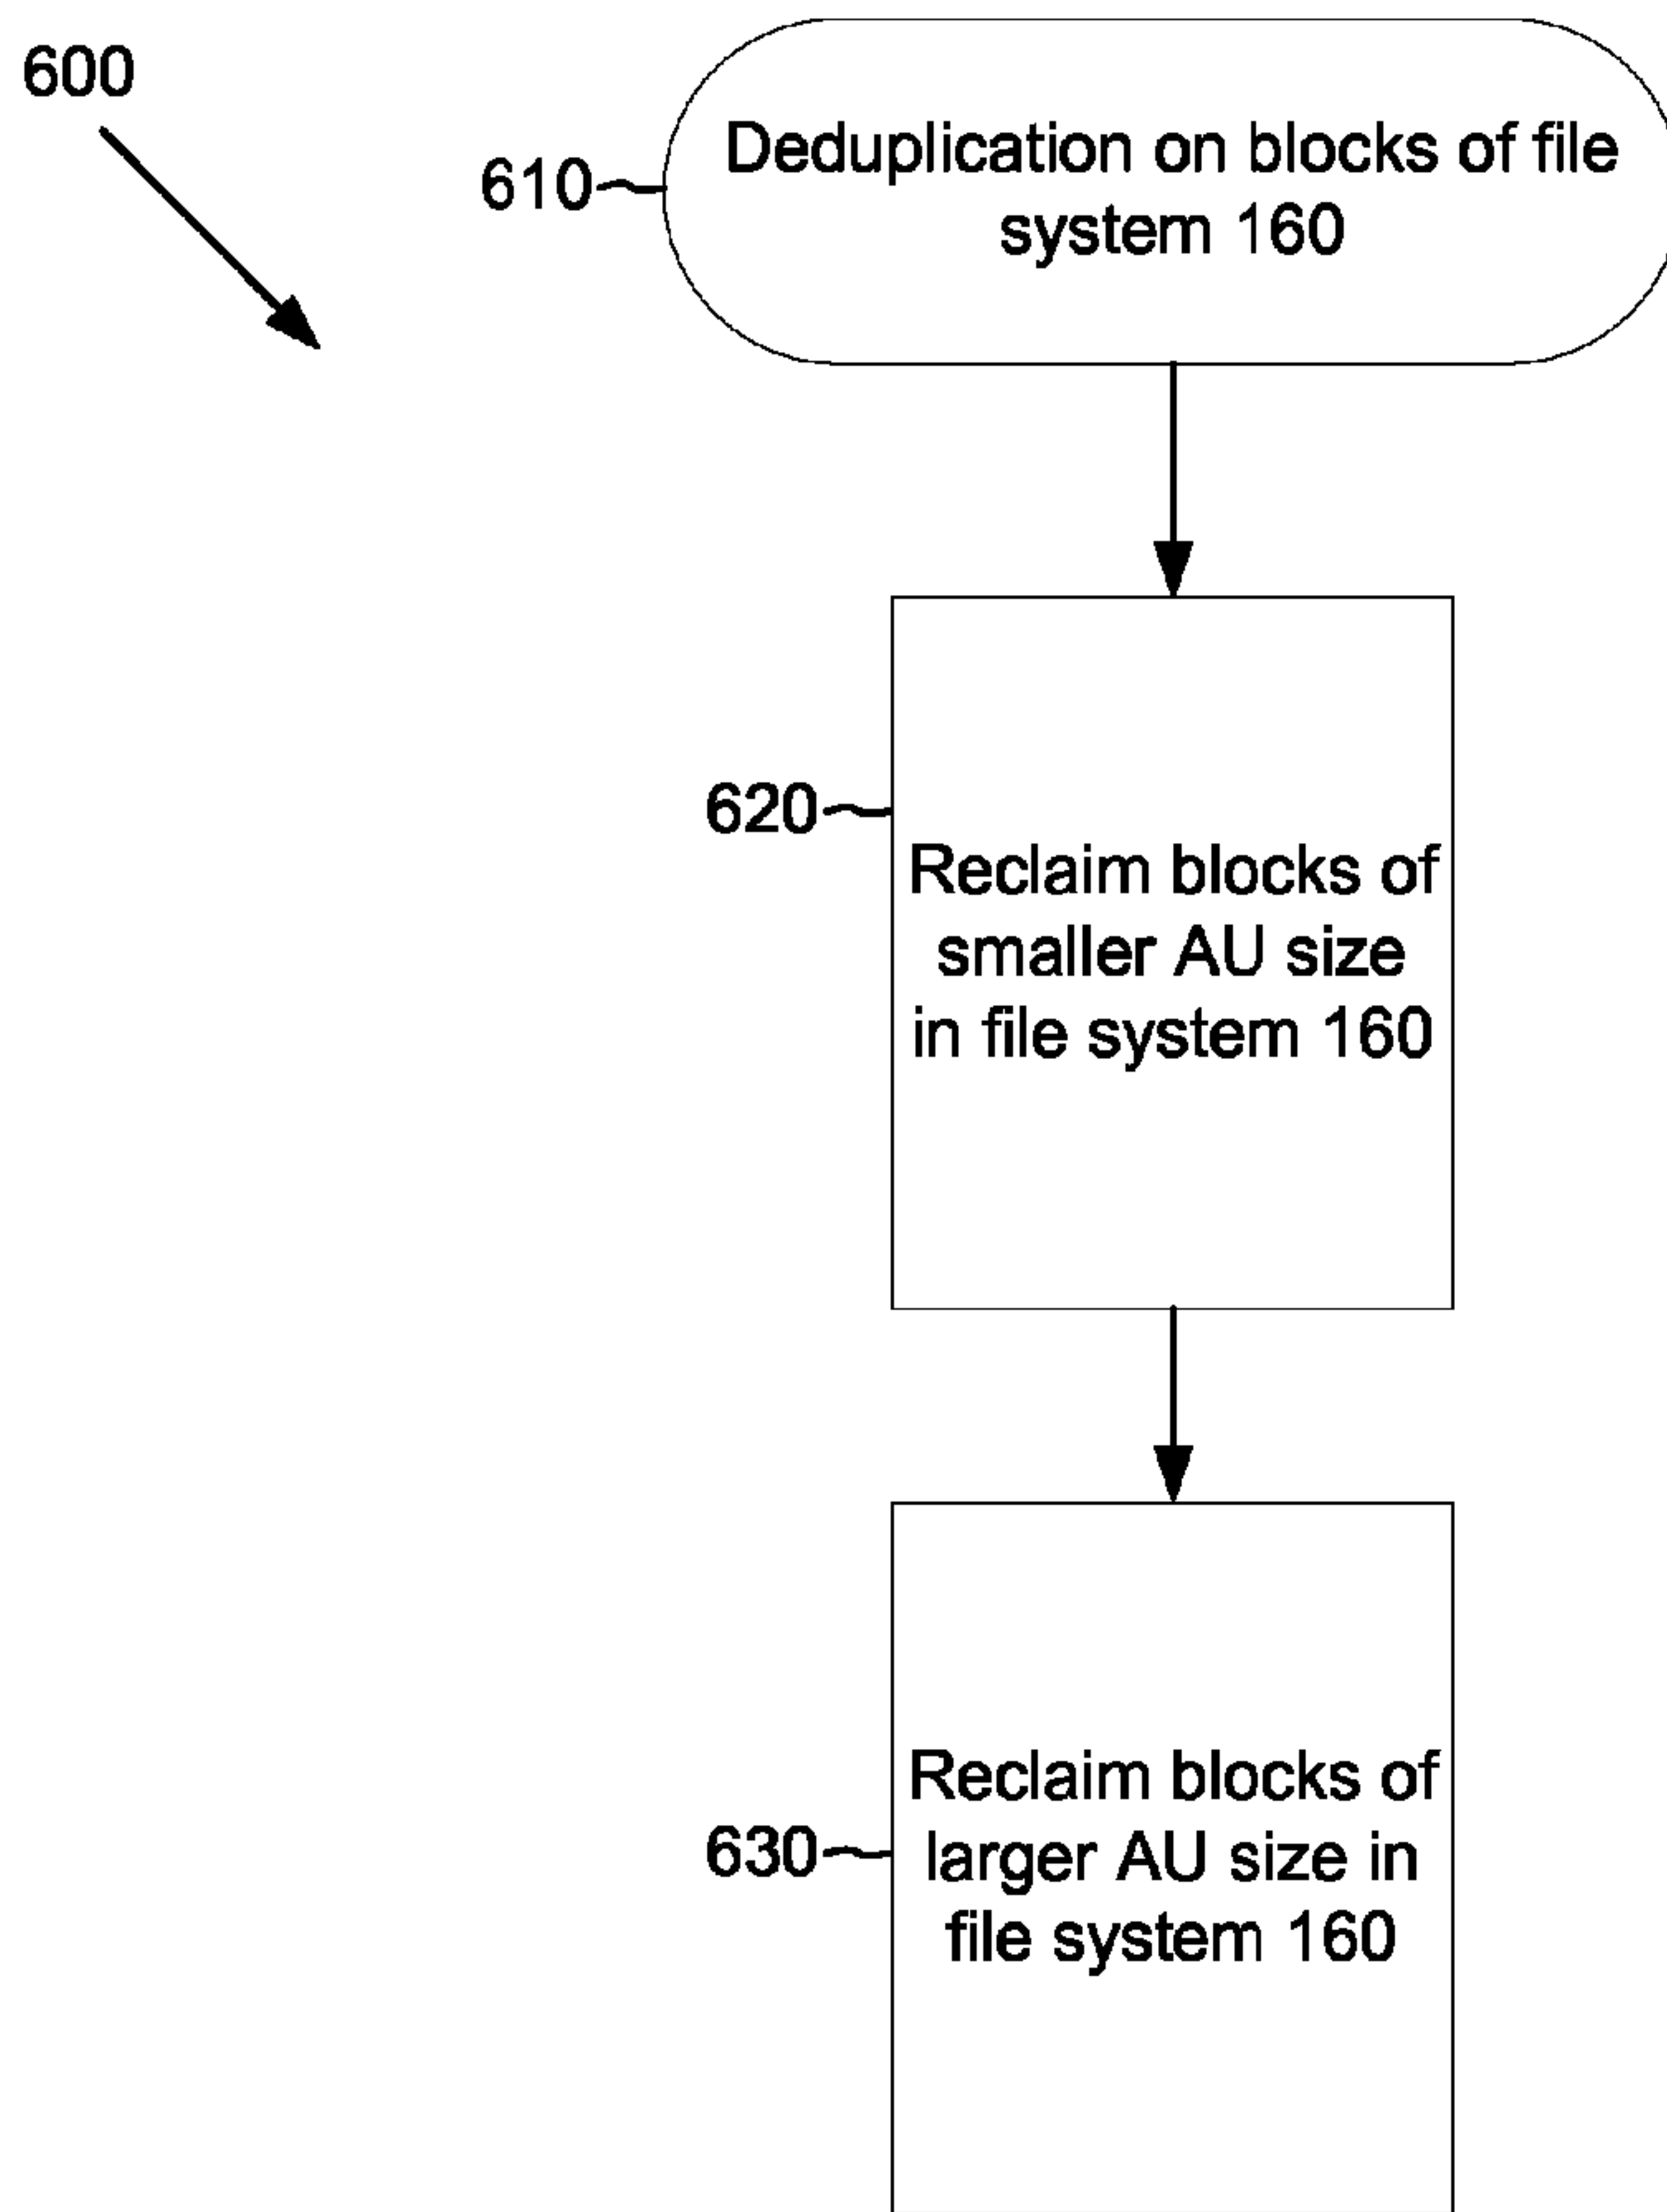 600
610
Deduplication on blocks of file
system 160
620
Reclaim blocks of
smaller AU size
in file system 160
630
Reclaim blocks of
larger AU size in
file system 160